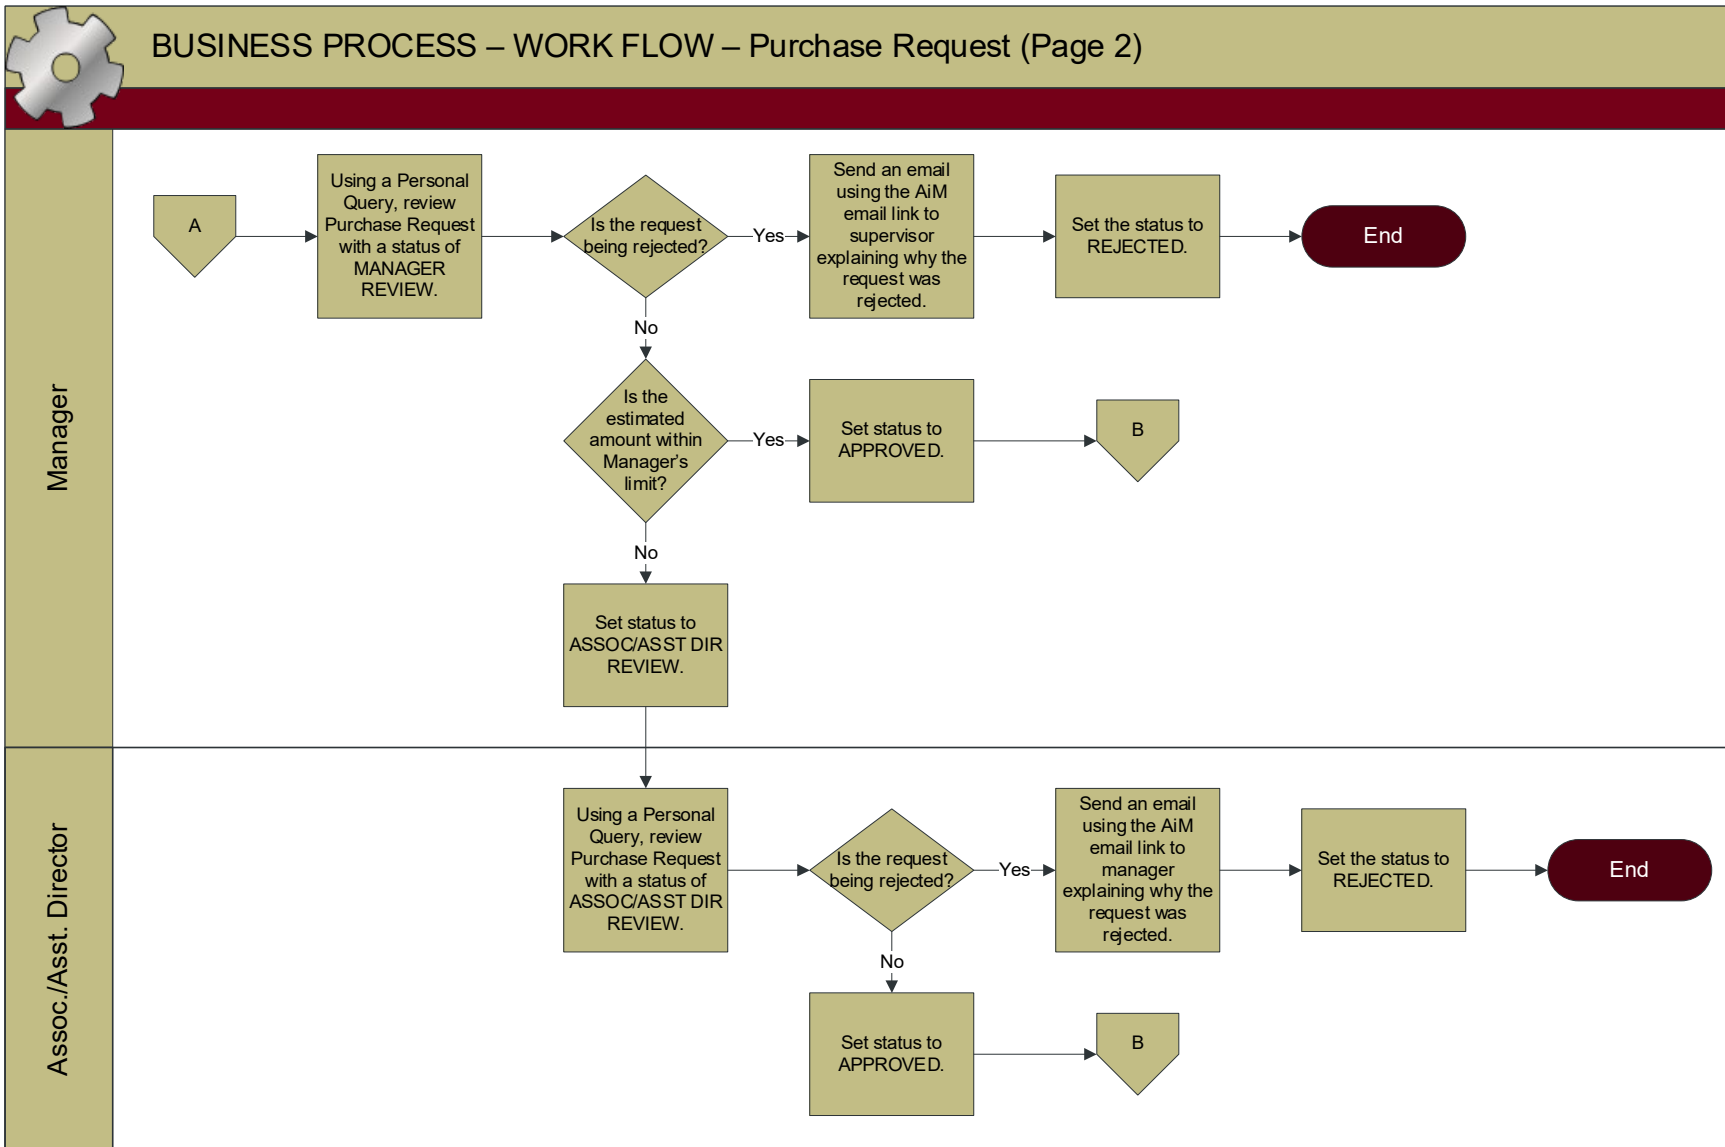 BUSINESS PROCESS – WORK FLOW – Purchase Request (Page 2)
Manager
A
Using a Personal
Query, review
Purchase Request
with a status of
MANAGER
REVIEW.
Is the request
being rejected?
Yes
Send an email
using the AiM
email link to
supervisor
explaining why the
request was
rejected.
Set the status to
REJECTED.
End
No
Is the
estimated
amount within
Manager's
limit?
Yes
Set status to
APPROVED.
B
No
Set status to
ASSOC/ASST DIR
REVIEW.
Assoc./Asst. Director
Using a Personal
Query, review
Purchase Request
with a status of
ASSOC/ASST DIR
REVIEW.
Is the request
being rejected?
Yes
Send an email
using the AiM
email link to
manager
explaining why the
request was
rejected.
Set the status to
REJECTED.
End
No
Set status to
APPROVED.
B